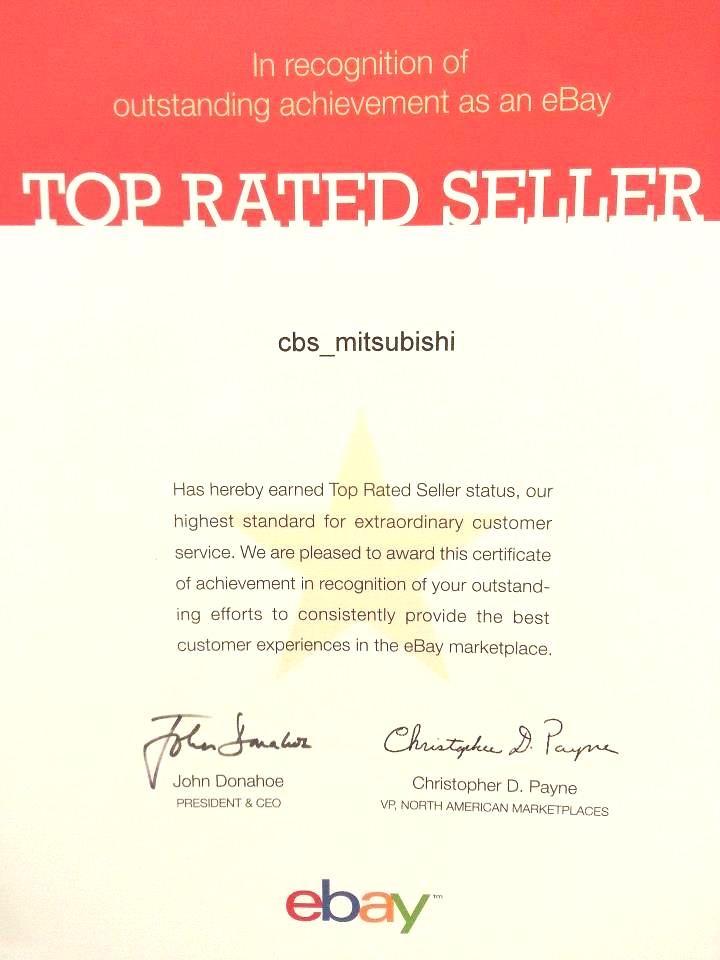 In recognition of
outstanding achievement as an eBay
TOP RATED SELLER
cbs_mitsubishi
Has hereby earned Top Rated Seller status, our
highest standard for extraordinary customer
service. We are pleased to award this certificate
of achievement in recognition of your outstand-
ing efforts to consistently provide the best
customer experiences in the eBay marketplace.
John Donahoe Christopher D. Payne
John Donahoe Christopher D. Payne
PRESIDENT & CEO VP, NORTH AMERICAN MARKETPLACES
ebay™